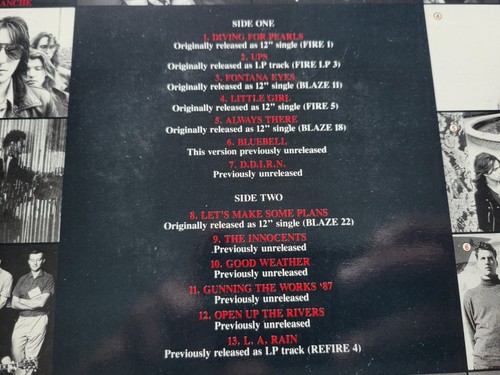 ANCHE
SIDE ONE
1. DIVING FOR PEARLS
Originally released as 12" single (FIRE 1)
2. UPS
Originally released as LP track (FIRE LP 3)
3. FONTANA EYES
Originally released as 12" single (BLAZE 11)
4. LITTLE GIRL
Originally released as 12" single (FIRE 5)
5. ALWAYS THERE
Originally released as 12" single (BLAZE 18)
6. BLUEBELL
This version previously unreleased
7. D.D.I.R.N.
Previously unreleased
SIDE TWO
8. LET'S MAKE SOME PLANS
Originally released as 12" single (BLAZE 22)
9. THE INNOCENTS
Previously unreleased
10. GOOD WEATHER
Previously unreleased
11. GUNNING THE WORKS '87
Previously unreleased
12. OPEN UP THE RIVERS
Previously unreleased
13. L. A. RAIN
Previously released as LP track (REFIRE 4)